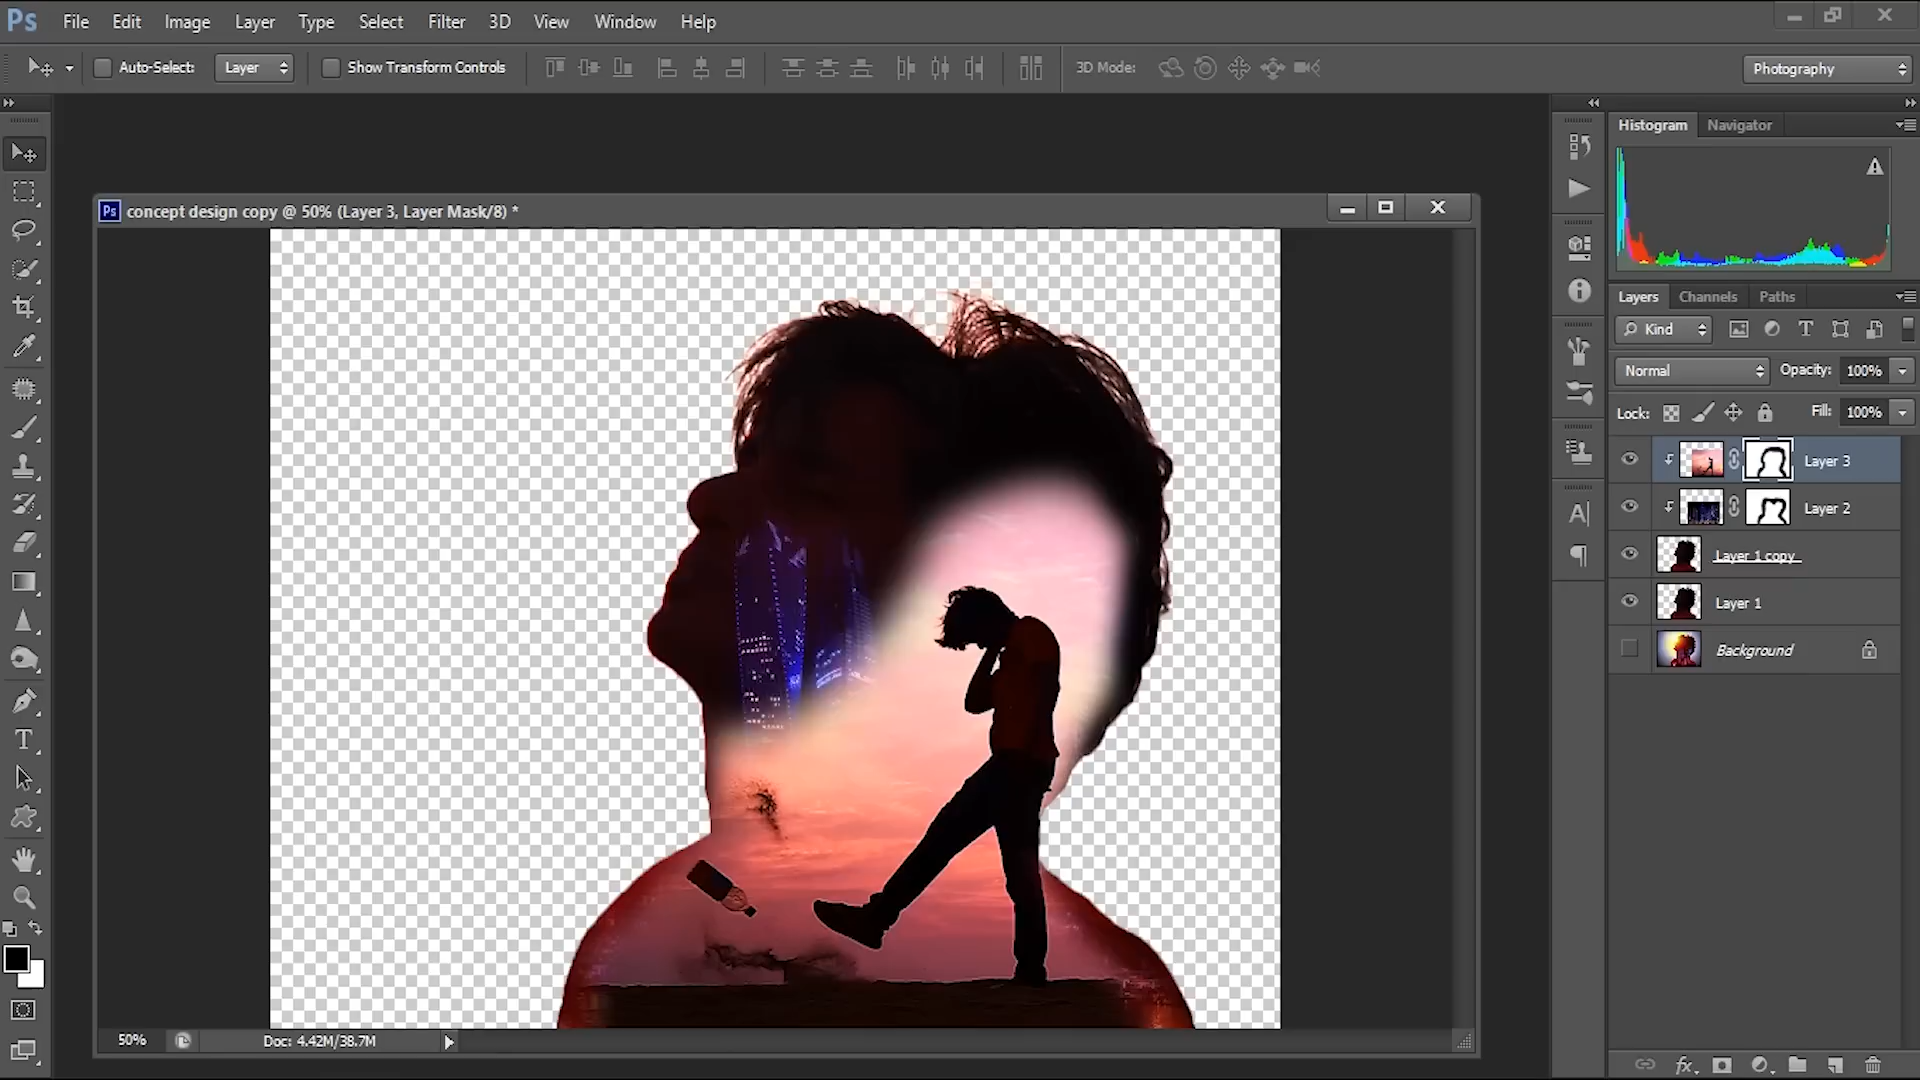 Ps File Edit Image Layer Type Select Filter 3D View Window Help
Auto-Select: Layer Show Transform Controls 3D Mode: Photography
Histogram Navigator
Ps concept design copy @ 50% (Layer 3, Layer Mask/8) *
Layers Channels Paths
Kind T
Normal Opacity: 100%
Lock: Fill: 100%
Layer 3
Layer 2
Layer 1 copy
Layer 1
Background
A
T
50% Doc: 4.42M/38.7M
fx